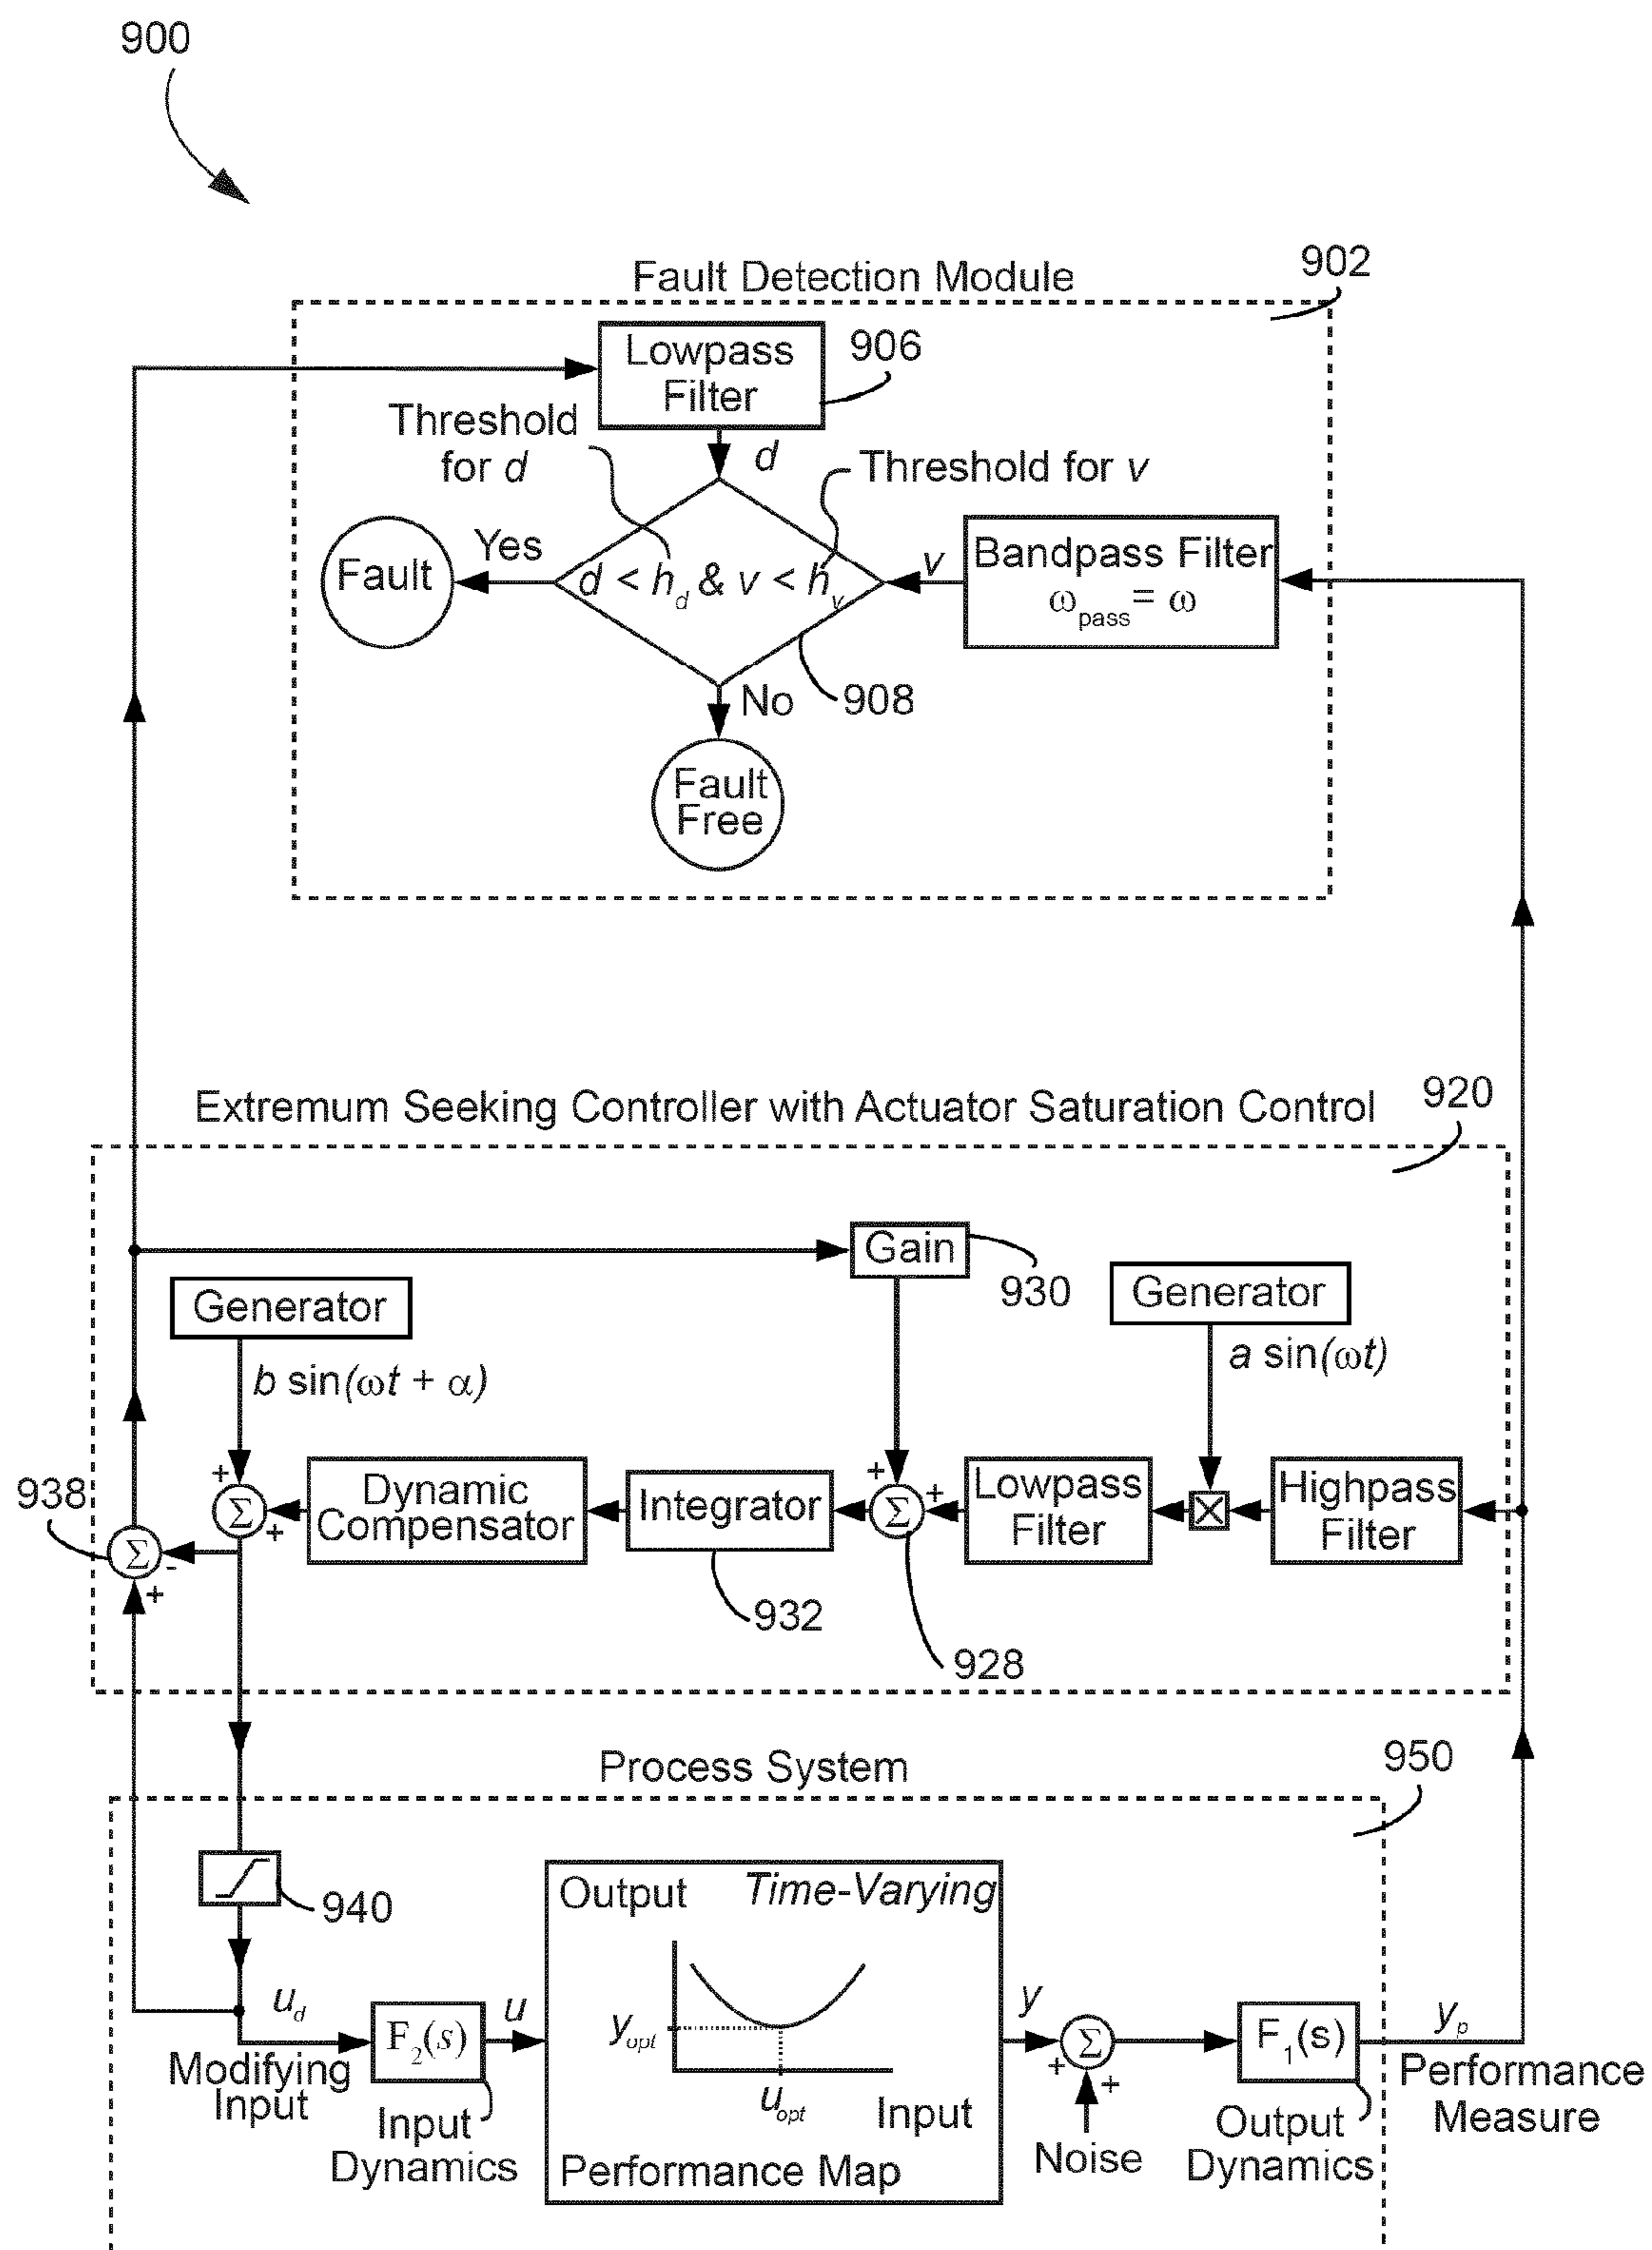 900
Fault Detection Module
902
Lowpass
Filter
906
Threshold
for d
d
Threshold for v
Fault
Yes
d < h_d & v < h_v
v
Bandpass Filter
ω_pass = ω
908
No
Fault
Free
Extremum Seeking Controller with Actuator Saturation Control
920
Gain
930
Generator
Generator
b sin(ωt + α)
a sin(ωt)
938
Σ
-
+
+
Σ
+
Dynamic
Compensator
Integrator
932
+
Σ
+
928
Lowpass
Filter
X
Highpass
Filter
Process System
950
940
u_d
Modifying
Input
F_2(s)
Input
Dynamics
u
Output
Time-Varying
y_opt
u_opt
Input
Performance Map
y
Σ
+
+
Noise
F_1(s)
Output
Dynamics
y_p
Performance
Measure